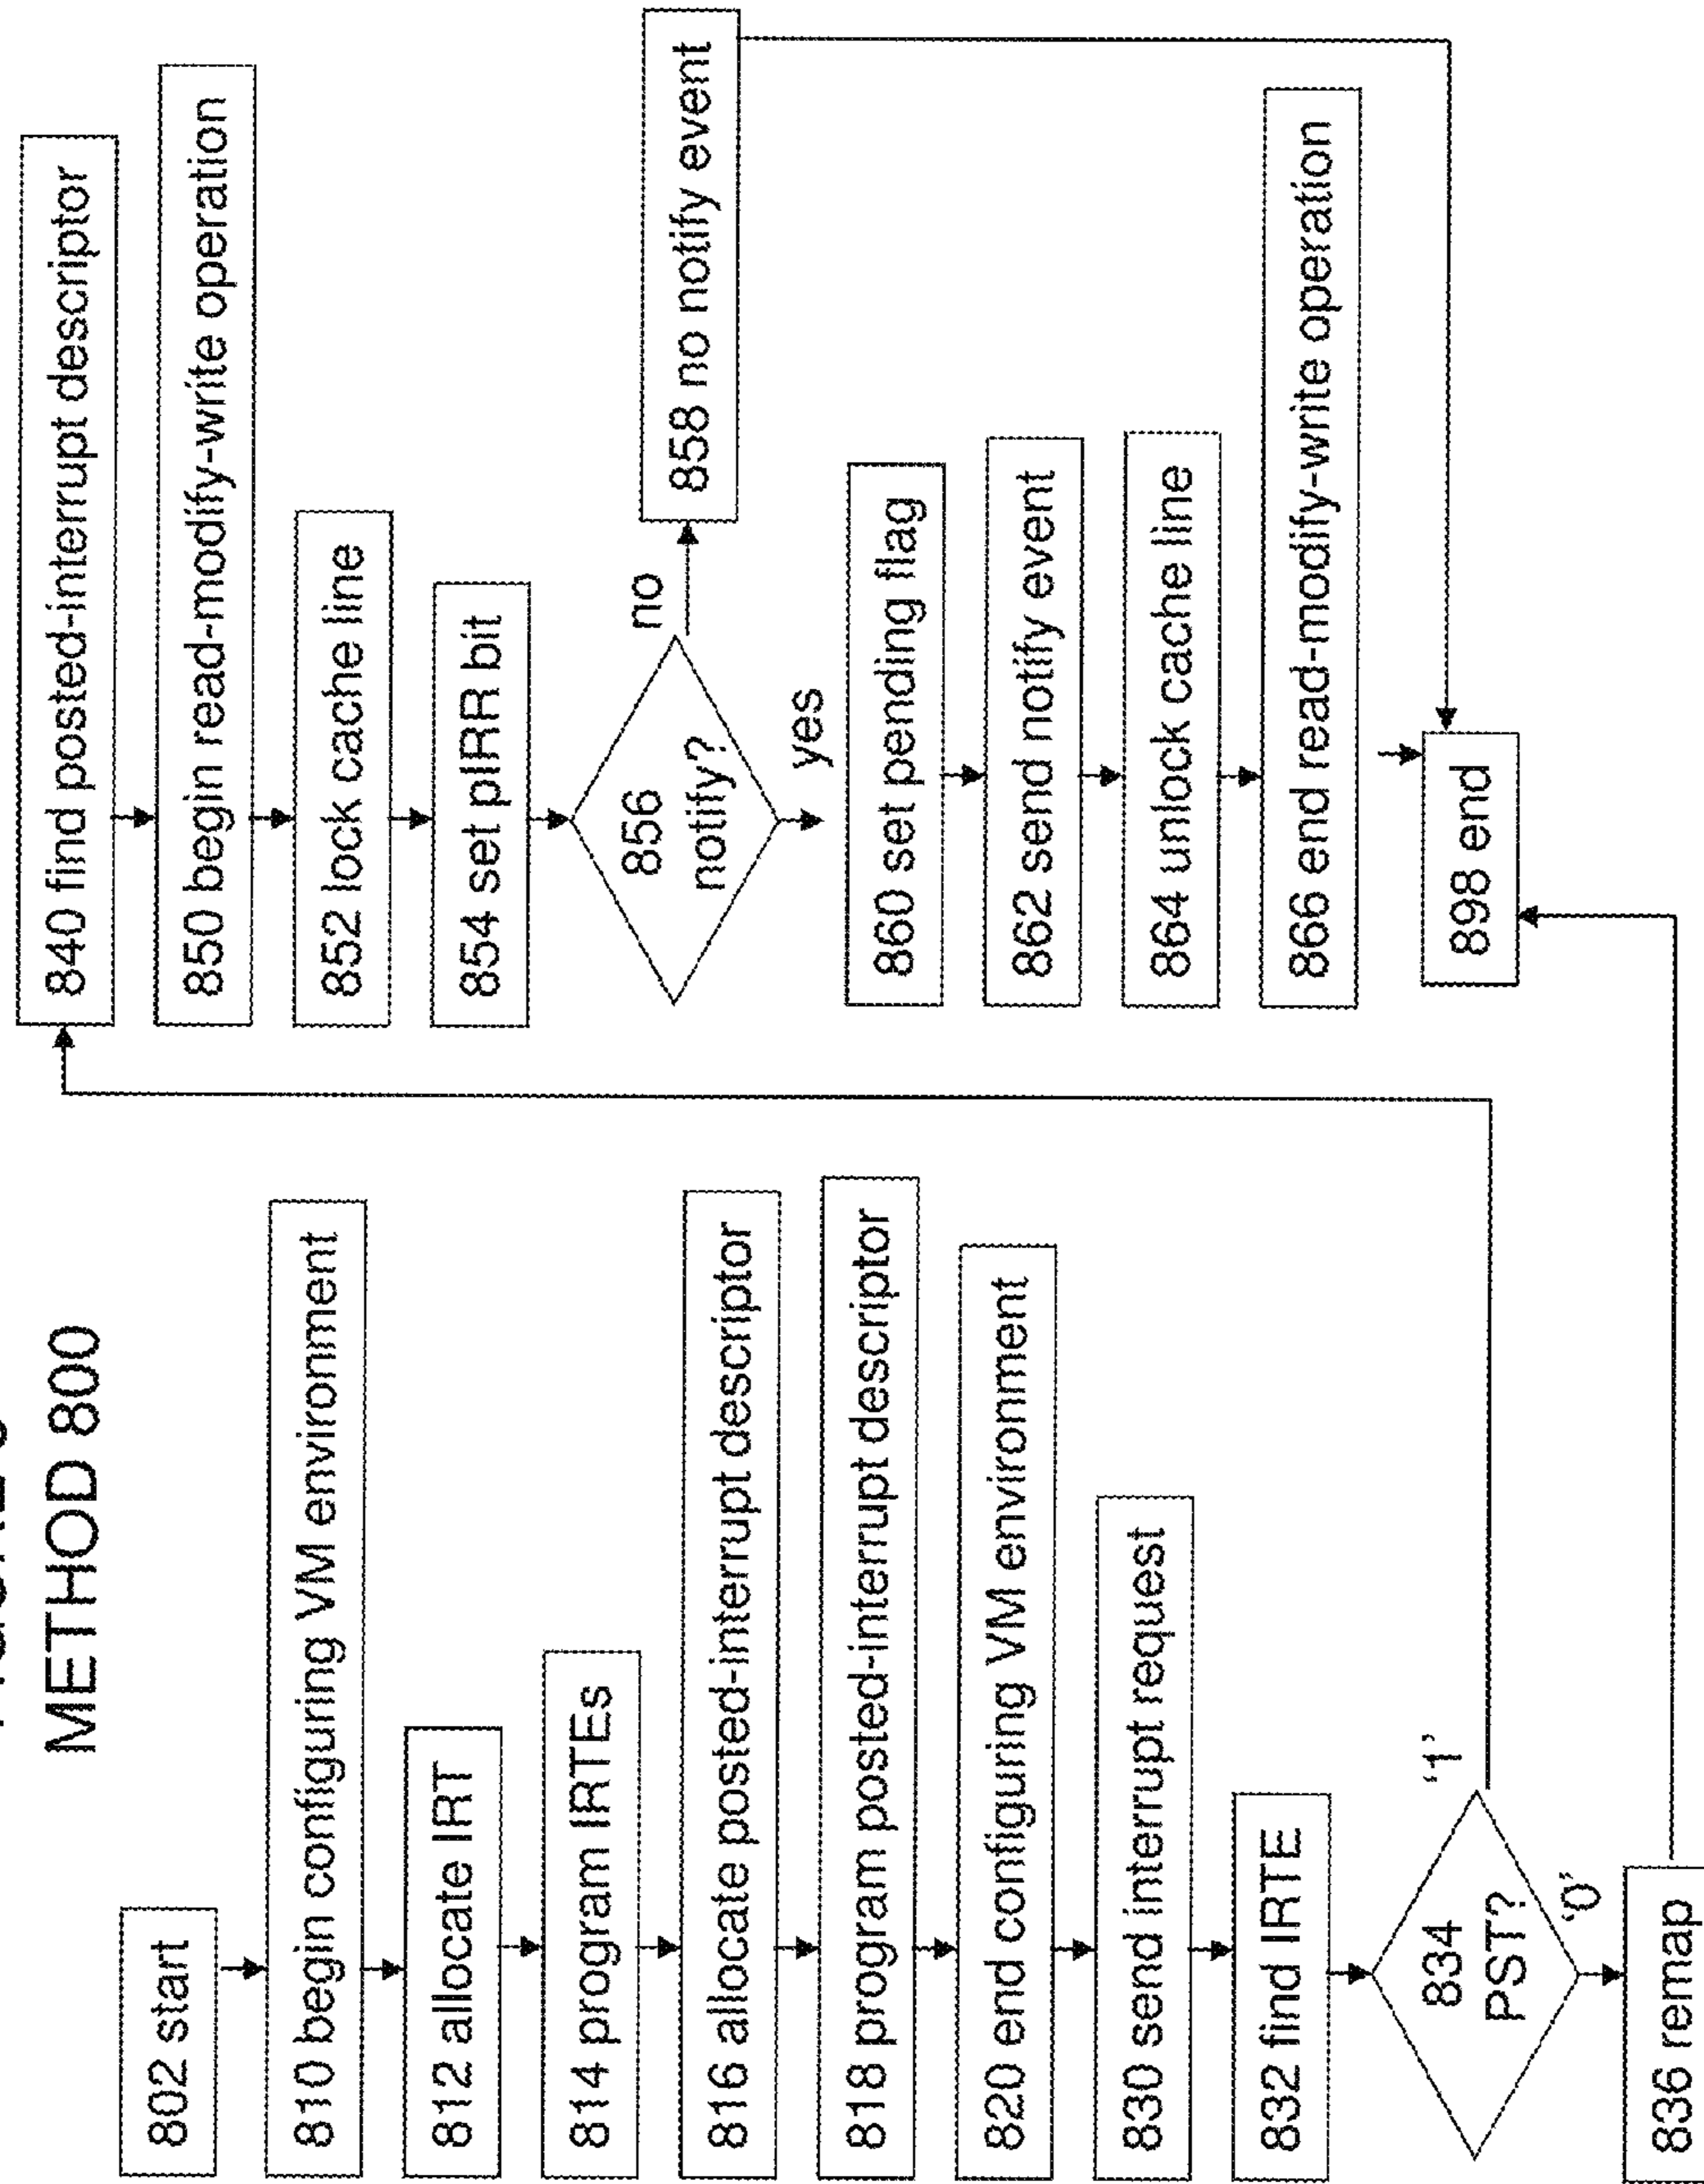 METHOD 800
802 start
810 begin configuring VM environment
812 allocate IRT
814 program IRTEs
816 allocate posted-interrupt descriptor
818 program posted-interrupt descriptor
820 end configuring VM environment
830 send interrupt request
832 find IRTE
834
PST?
'1'
'0'
836 remap
840 find posted-interrupt descriptor
850 begin read-modify-write operation
852 lock cache line
854 set pIRR bit
856
notify?
no
yes
858 no notify event
860 set pending flag
862 send notify event
864 unlock cache line
866 end read-modify-write operation
898 end